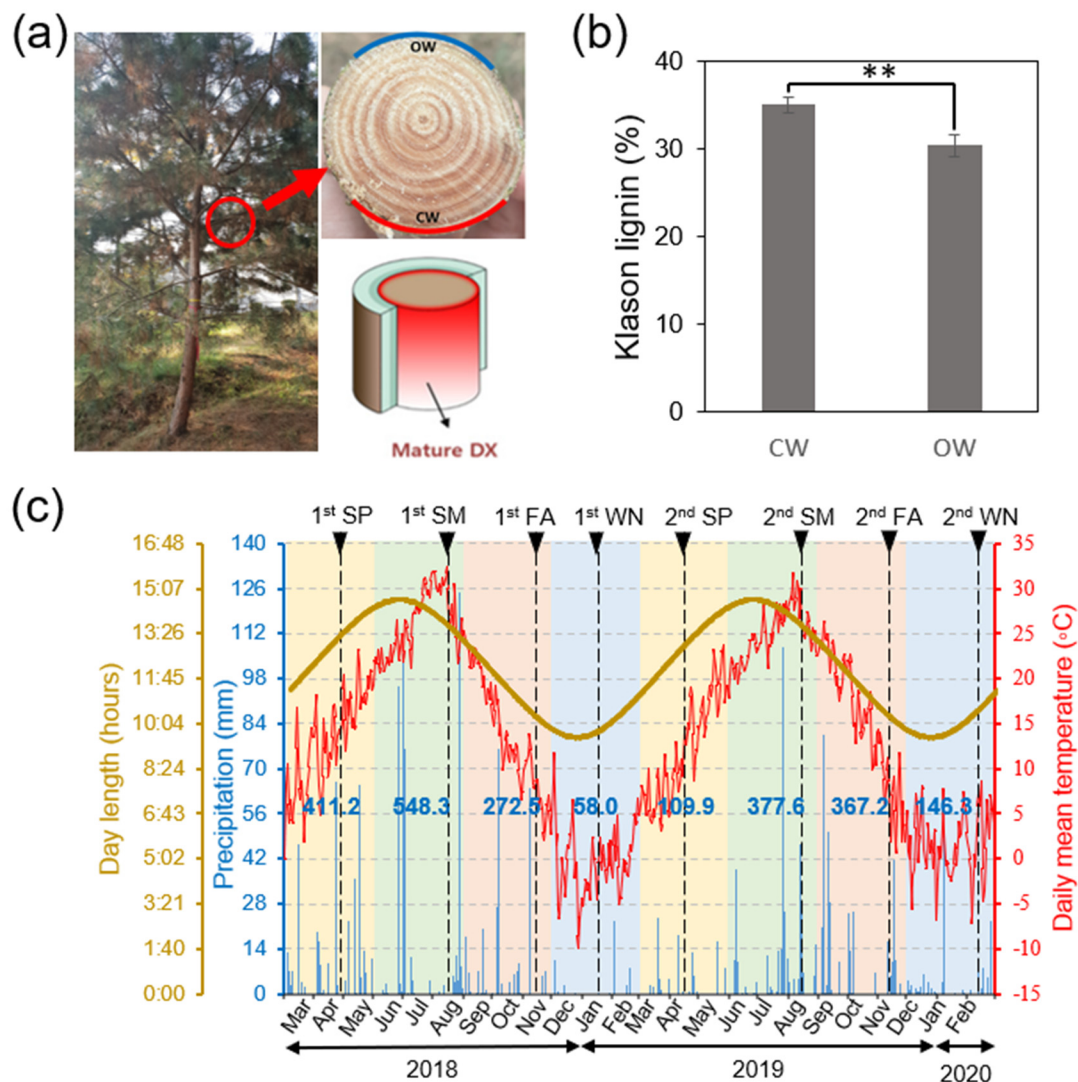 (a)
OW
CW
Mature DX
(b)
**
Klason lignin (%)
40
30
20
10
0
CW
OW
(c)
1st SP
1st SM
1st FA
1st WN
2nd SP
2nd SM
2nd FA
2nd WN
Day length (hours)
16:48
15:07
13:26
11:45
10:04
8:24
6:43
5:02
3:21
1:40
0:00
Precipitation (mm)
140
126
112
98
84
70
56
42
28
14
0
411.2
548.3
272.5
58.0
109.9
377.6
367.2
146.3
35
30
25
20
15
10
5
0
-5
-10
-15
Daily mean temperature (◦C)
Mar
Apr
May
Jun
Jul
Aug
Sep
Oct
Nov
Dec
Jan
Feb
Mar
Apr
May
Jun
Jul
Aug
Sep
Oct
Nov
Dec
Jan
Feb
2018
2019
2020